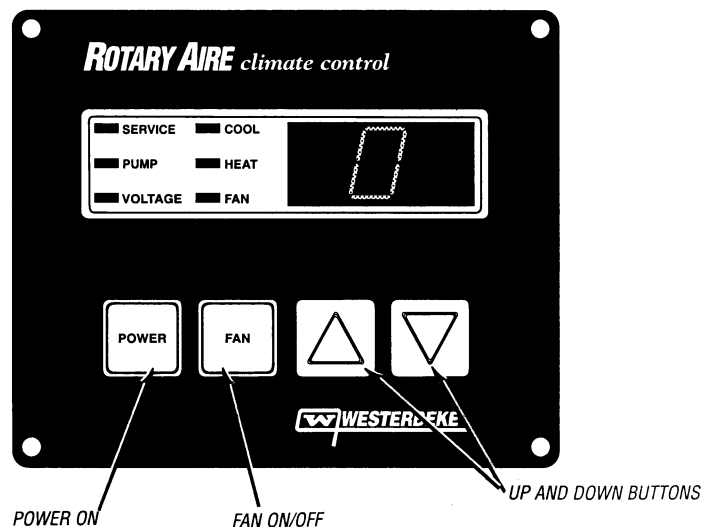 ROTARY AIRE climate control
SERVICE COOL
0
PUMP HEAT
VOLTAGE FAN
POWER FAN
WESTERBEKE
UP AND DOWN BUTTONS
POWER ON FAN ON/OFF